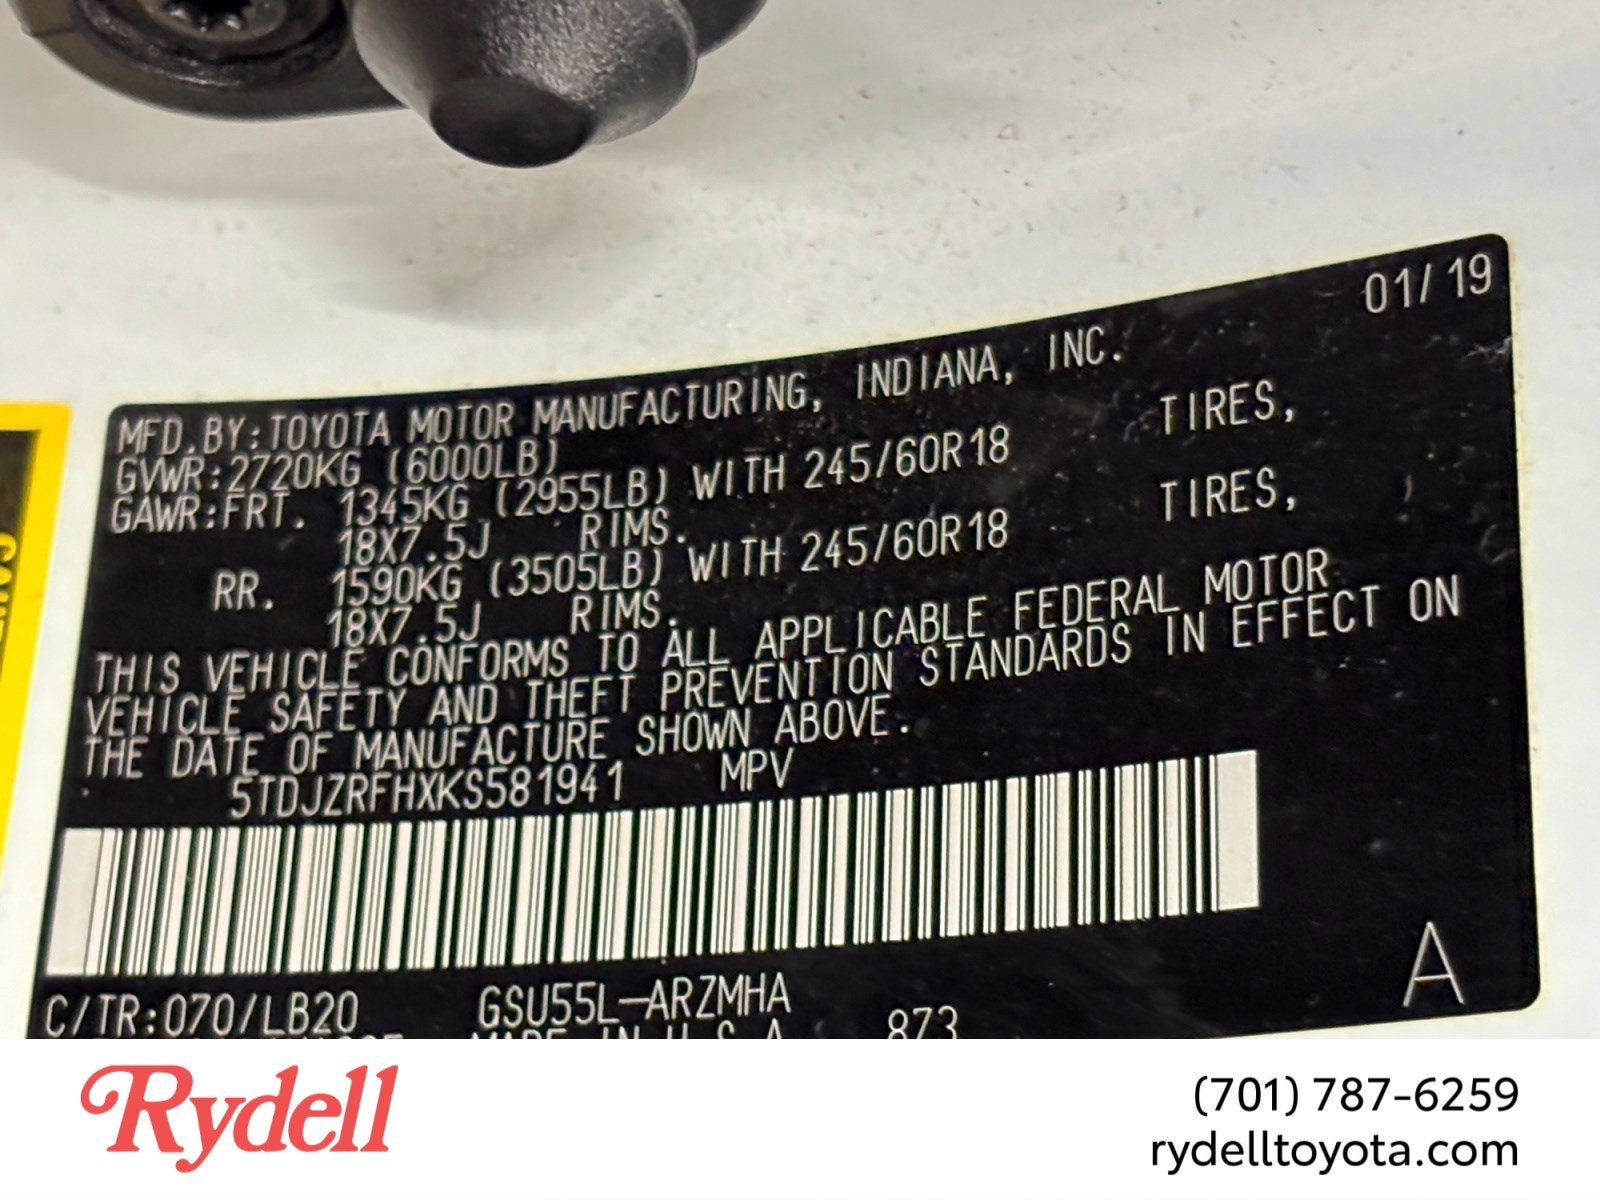 01/19
MFD.BY:TOYOTA MOTOR MANUFACTURING, INDIANA, INC.
GVWR:2720KG (6000LB)
GAWR:FRT. 1345KG (2955LB) WITH 245/60R18 TIRES,
18X7.5J RIMS.
RR. 1590KG (3505LB) WITH 245/60R18 TIRES,
18X7.5J RIMS.
THIS VEHICLE CONFORMS TO ALL APPLICABLE FEDERAL MOTOR
VEHICLE SAFETY AND THEFT PREVENTION STANDARDS IN EFFECT ON
THE DATE OF MANUFACTURE SHOWN ABOVE.
5TDJZRFHXKS581941 MPV
C/TR:070/LB20 GSU55L-ARZMHA A
MADE IN U.S.A. 873
Rydell
(701) 787-6259
rydelltoyota.com